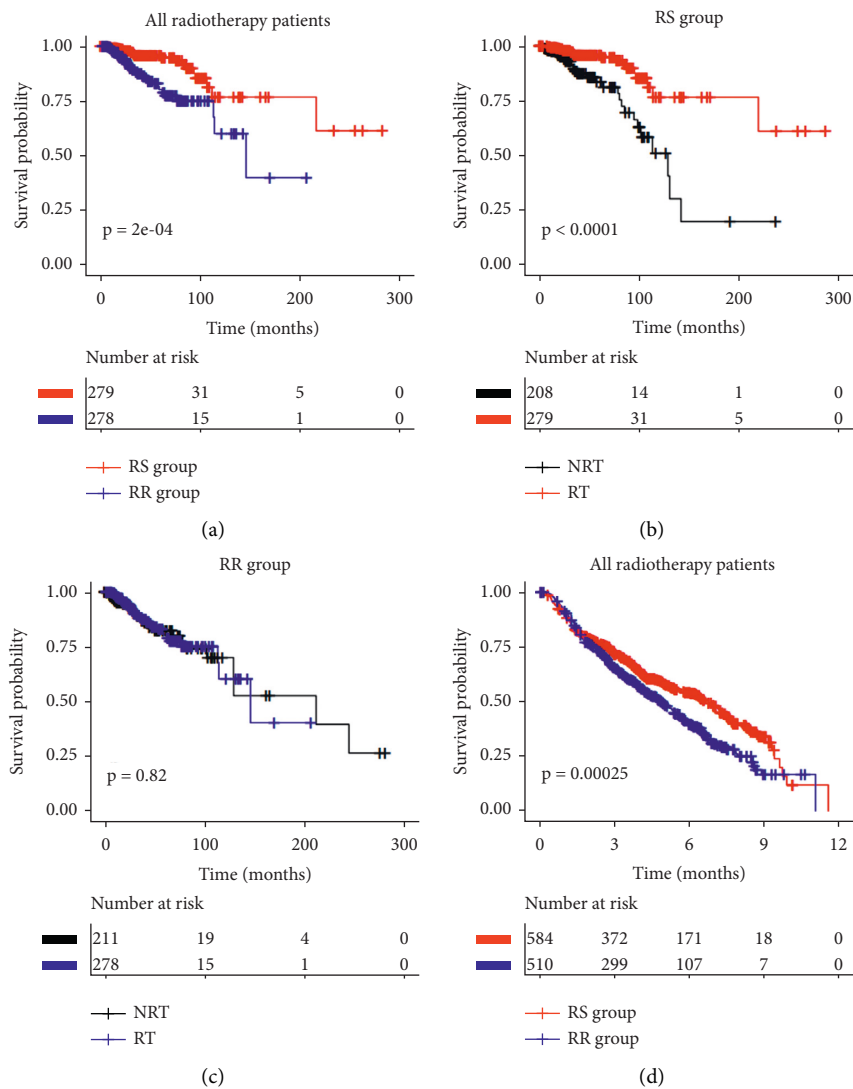 All radiotherapy patients
Survival probability
1.00
0.75
0.50
0.25
0.00
p = 2e-04
0 100 200 300
Time (months)
Number at risk
279 31 5 0
278 15 1 0
RS group
RR group
(a)
RS group
Survival probability
1.00
0.75
0.50
0.25
0.00
p < 0.0001
0 100 200 300
Time (months)
Number at risk
208 14 1 0
279 31 5 0
NRT
RT
(b)
RR group
Survival probability
1.00
0.75
0.50
0.25
0.00
p = 0.82
0 100 200 300
Time (months)
Number at risk
211 19 4 0
278 15 1 0
NRT
RT
(c)
All radiotherapy patients
Survival probability
1.00
0.75
0.50
0.25
0.00
p = 0.00025
0 3 6 9 12
Time (months)
Number at risk
584 372 171 18 0
510 299 107 7 0
RS group
RR group
(d)